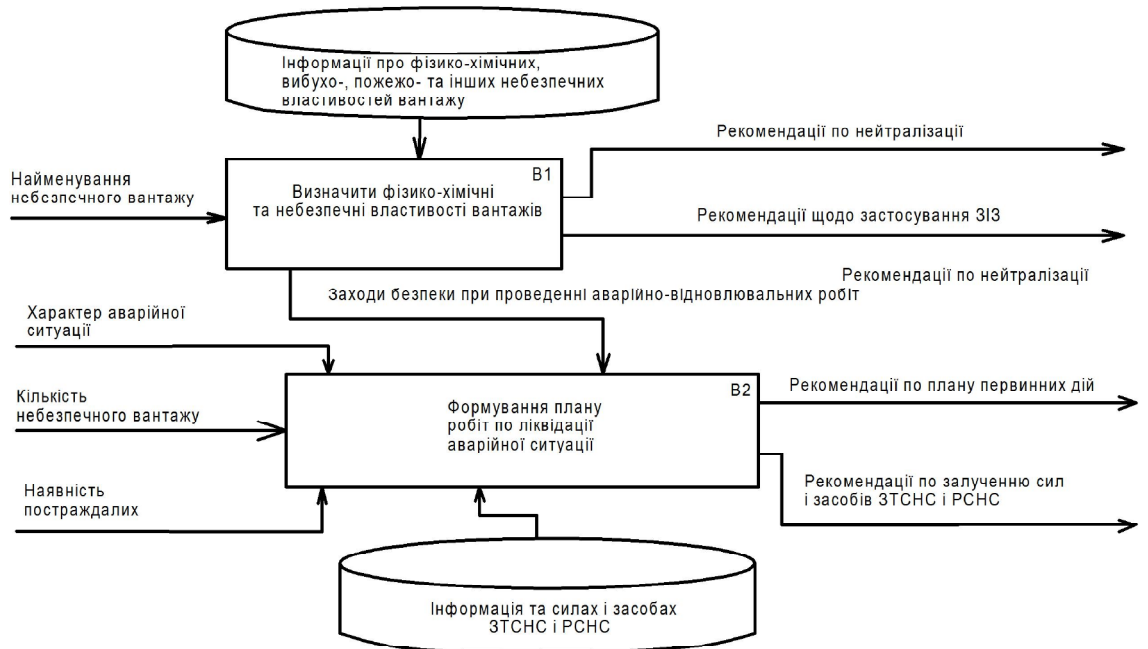 Інформації про фізико-хімічних,
вибухо-, пожежо- та інших небезпечних
властивостей вантажу
Рекомендації по нейтралізації
Найменування
небезпечного вантажу
В1
Визначити фізико-хімічні
та небезпечні властивості вантажів
Рекомендації щодо застосування ЗІЗ
Рекомендації по нейтралізації
Заходи безпеки при проведенні аварійно-відновлювальних робіт
Характер аварійної
ситуації
В2
Кількість
небезпечного вантажу
Формування плану
робіт по ліквідації
аварійної ситуації
Рекомендації по плану первинних дій
Наявність
постраждалих
Рекомендації по залученню сил
і засобів ЗТСНС і РСНС
Інформація та силах і засобах
ЗТСНС і РСНС